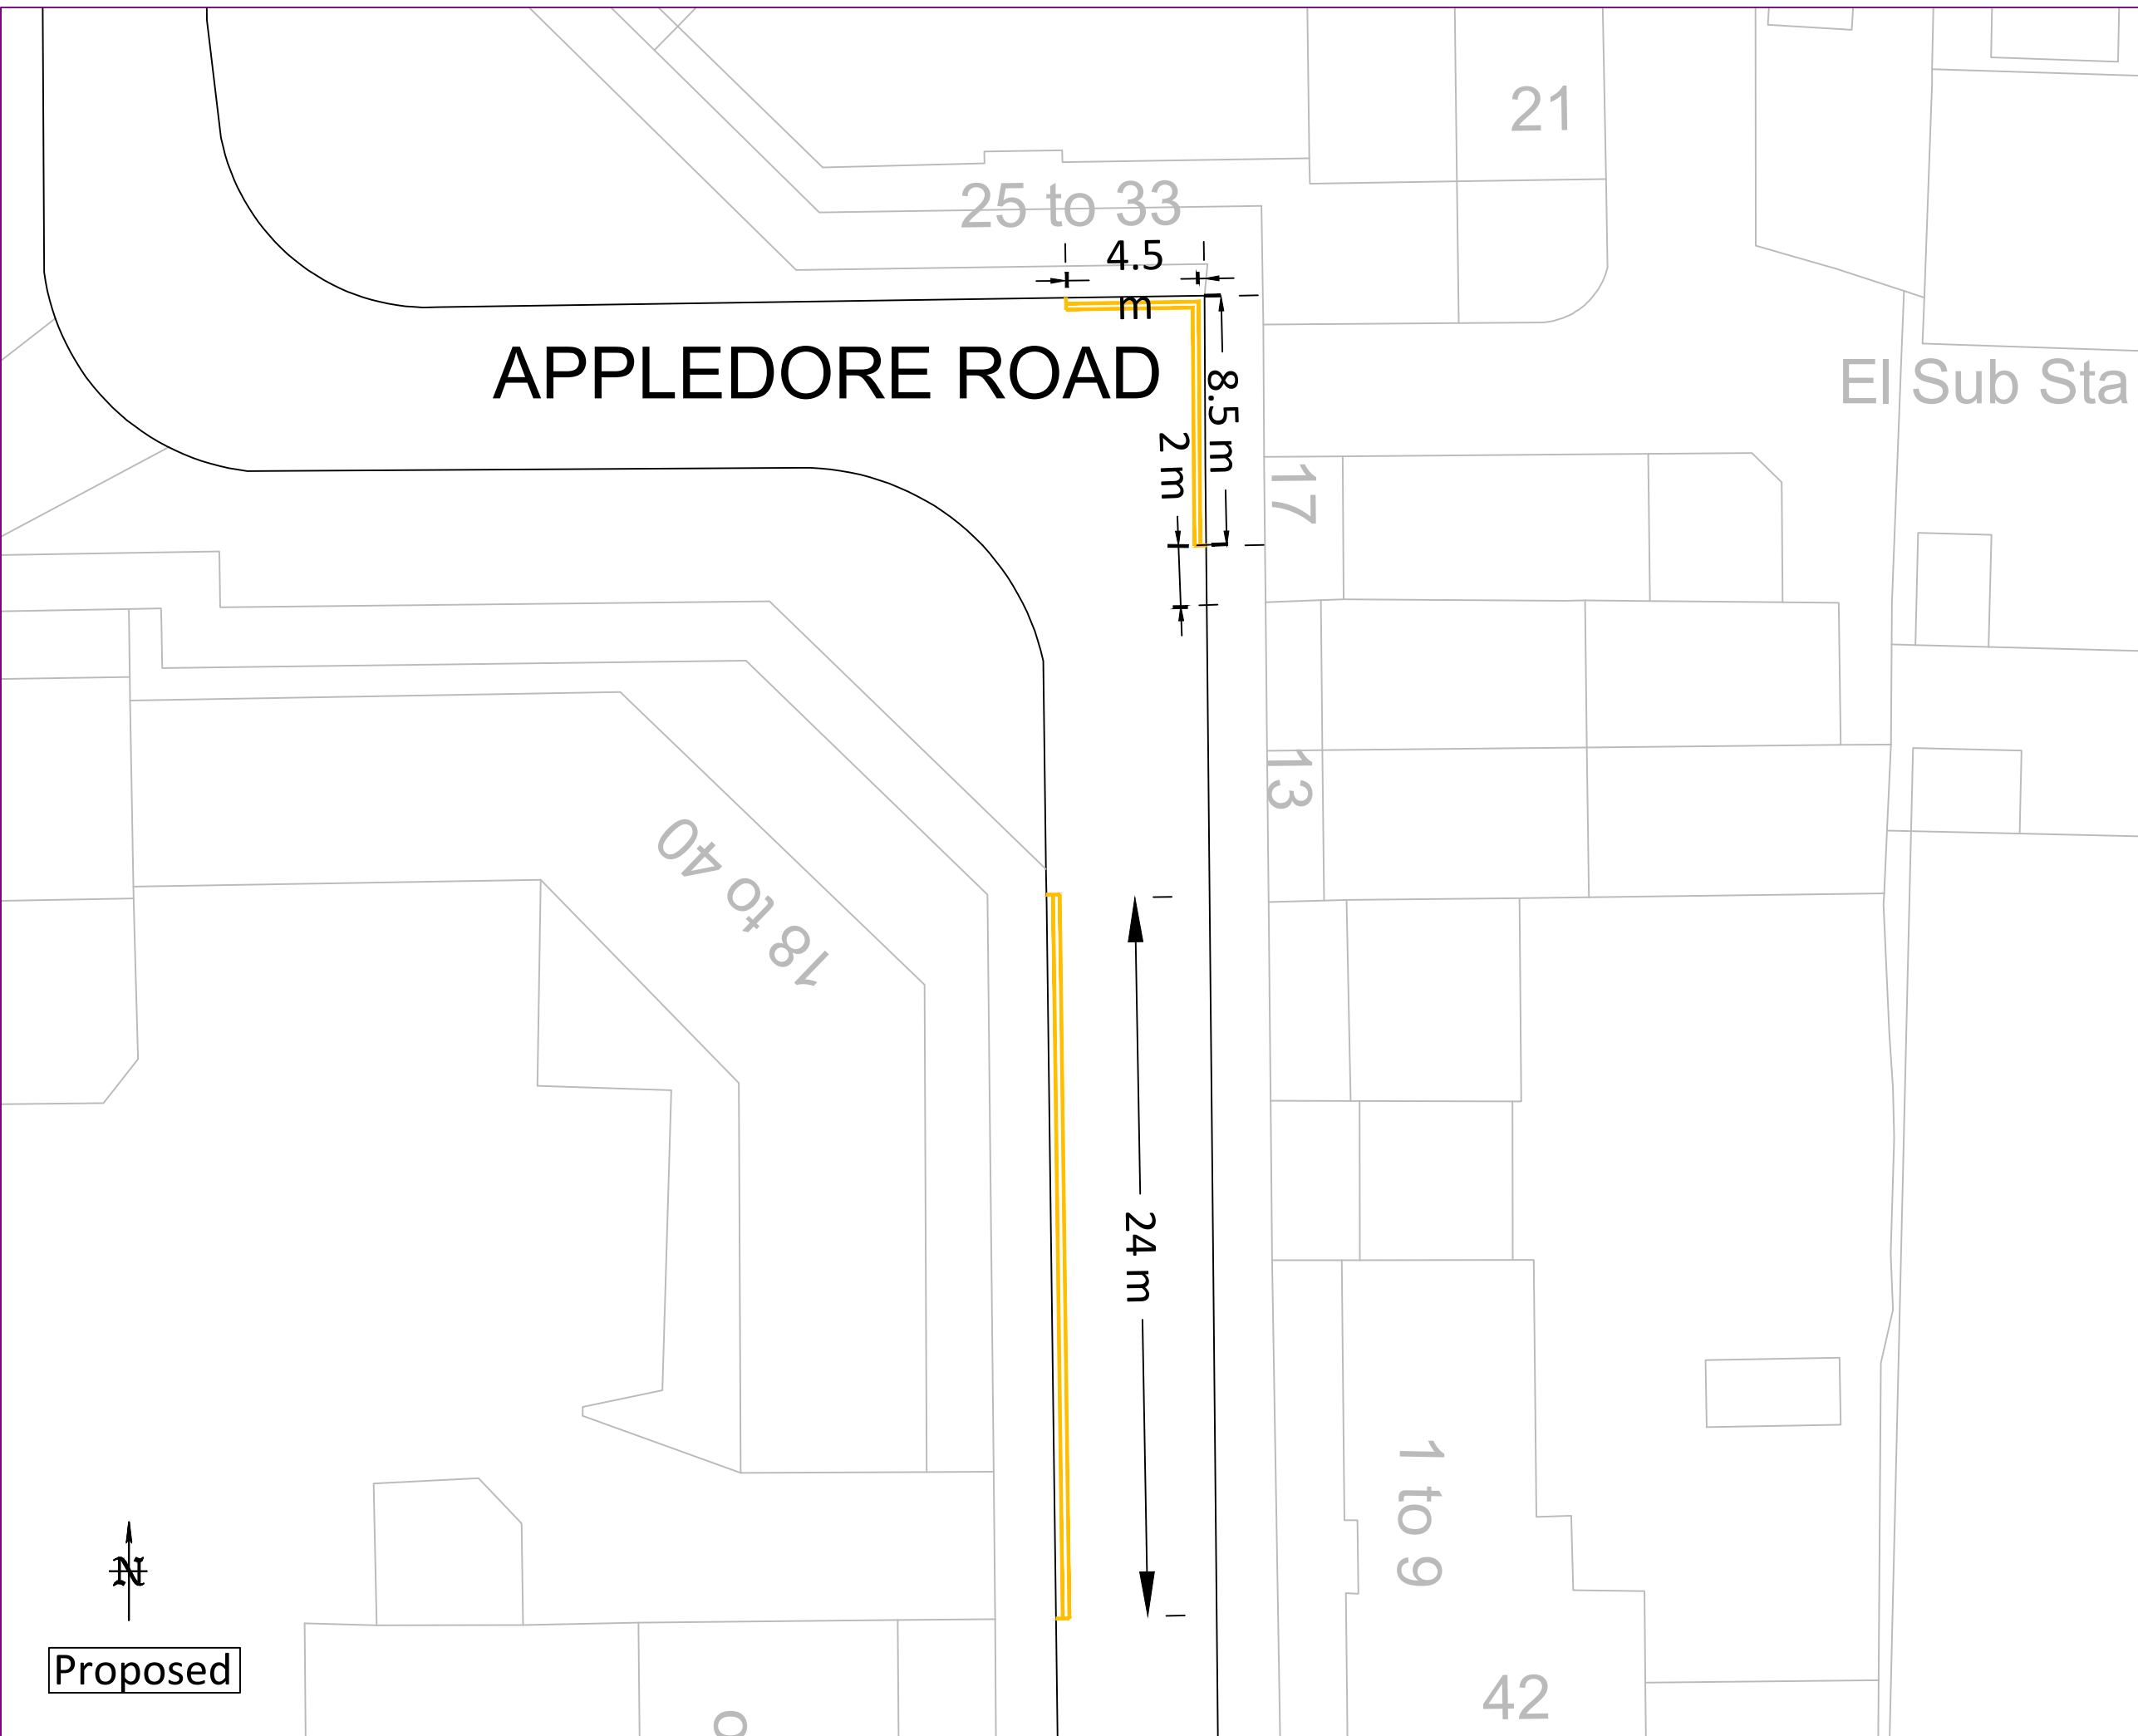 21
25 to 33
4.5
m
APPLEDORE ROAD
8.5 m
2 m
El Sub Sta
17
13
18 to 40
24 m
1 to 9
N
Proposed
42